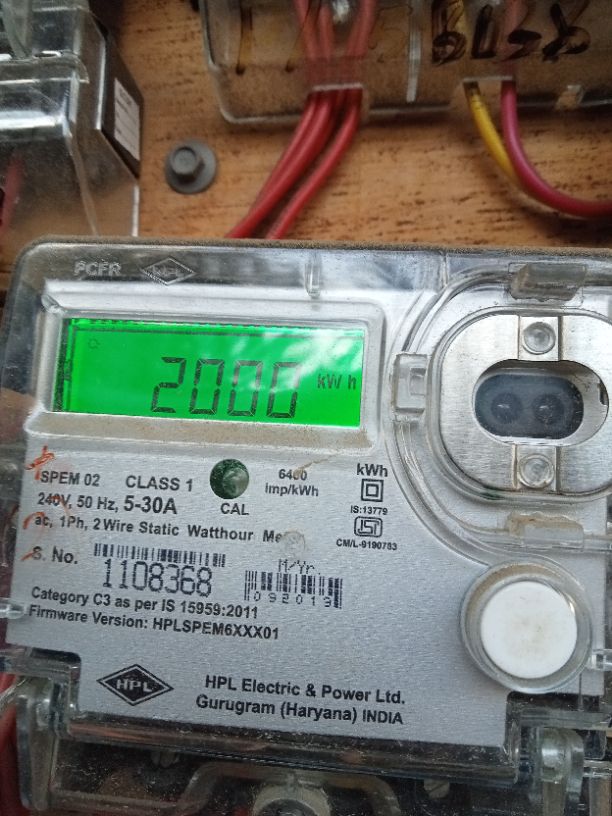 PCFR HPL
2000 kWh
SPEM 02 CLASS 1
6400 imp/kWh
kWh
240V, 50 Hz, 5-30A
CAL
IS:13779
ac, 1Ph, 2 Wire Static Watthour
CM/L-9190783
S. No. 1108368
M/Yr.
092019
Category C3 as per IS 15959:2011
Firmware Version: HPLSPEM6XXX01
HPL
HPL Electric & Power Ltd.
Gurugram (Haryana) INDIA